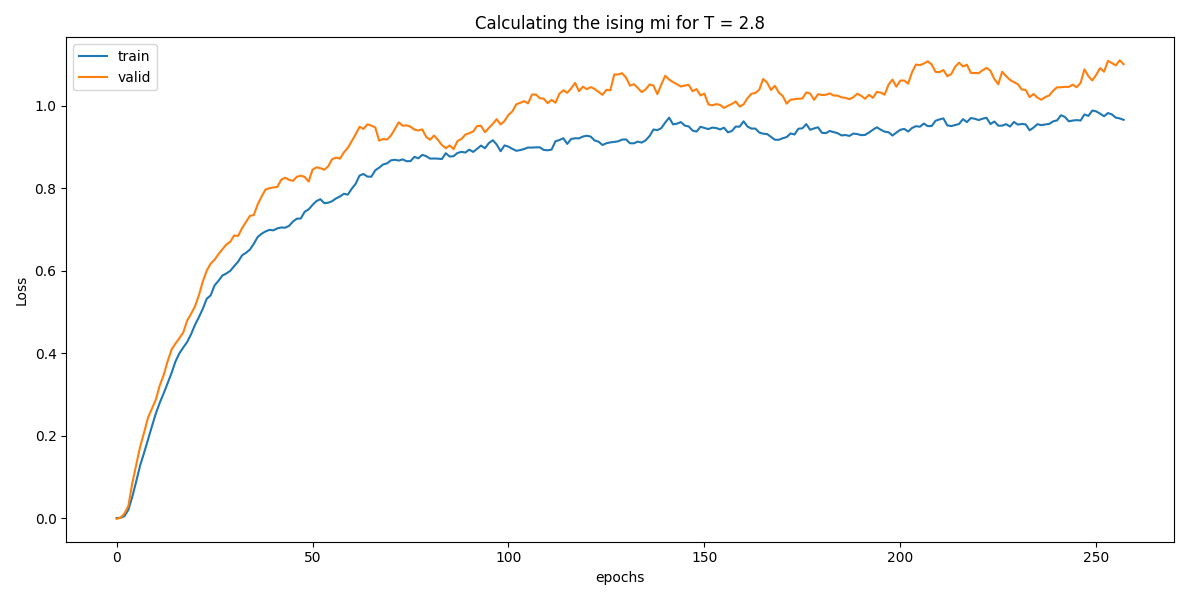 Calculating the ising mi for T = 2.8
train
valid
Loss
1.0
0.8
0.6
0.4
0.2
0.0
0 50 100 150 200 250
epochs